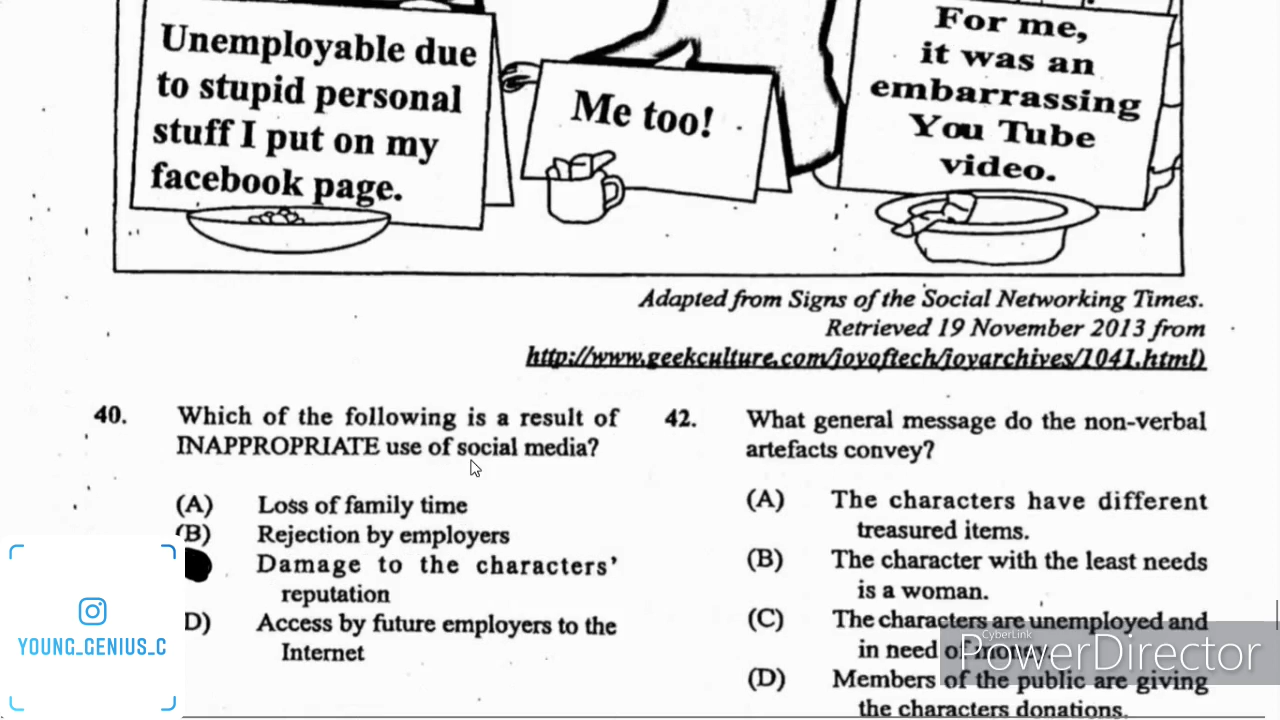 Unemployable due
to stupid personal
stuff I put on my
facebook page.
Me too!
For me,
it was an
embarrassing
You Tube
video.
Adapted from Signs of the Social Networking Times.
Retrieved 19 November 2013 from
http://www.geekculture.com/joyoftech/joyarchives/1041.html)
40. Which of the following is a result of
INAPPROPRIATE use of social media?
(A) Loss of family time
(B) Rejection by employers
Damage to the characters'
reputation
D) Access by future employers to the
Internet
42. What general message do the non-verbal
artefacts convey?
(A) The characters have different
treasured items.
(B) The character with the least needs
is a woman.
(C) The characters are unemployed and
in need of money.
(D) Members of the public are giving
the characters donations.
YOUNG_GENIUS_C
CyberLink
PowerDirector